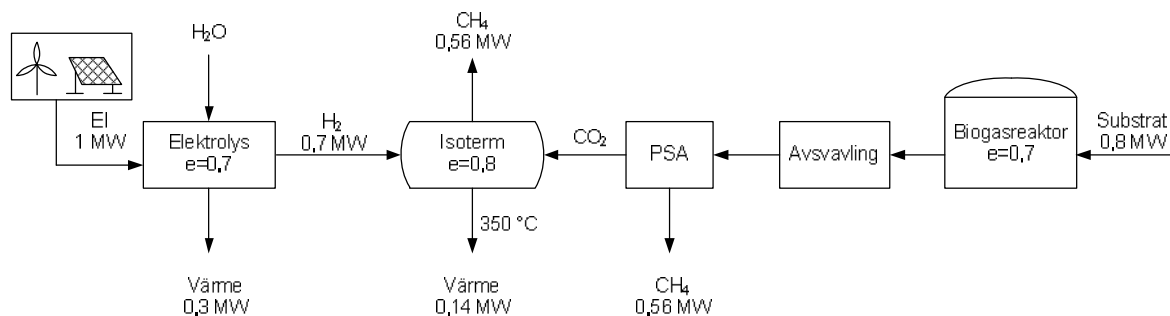 CH₄
0,56 MW
H₂O
El
1 MW
Elektrolys
e=0,7
H₂
0,7 MW
Isoterm
e=0,8
CO₂
PSA
Avsvavling
Biogasreaktor
e=0,7
Substrat
0,8 MW
350 °C
Värme
0,3 MW
Värme
0,14 MW
CH₄
0,56 MW